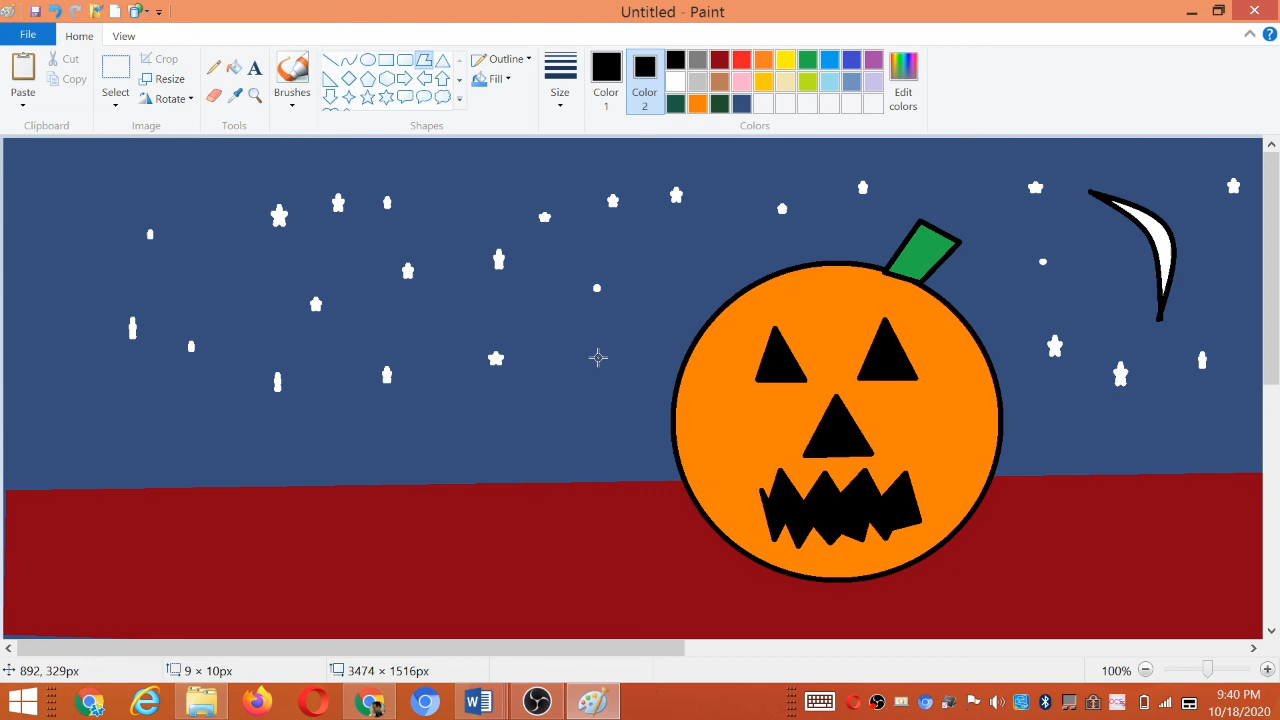 Untitled - Paint
File
Home
View
Paste
Cut
Copy
Clipboard
Select
Crop
Resize
Rotate
Image
Tools
Brushes
Shapes
Outline
Fill
Size
Color 1
Color 2
Edit colors
Colors
892, 329px
9 × 10px
3474 × 1516px
100%
9:40 PM
10/18/2020